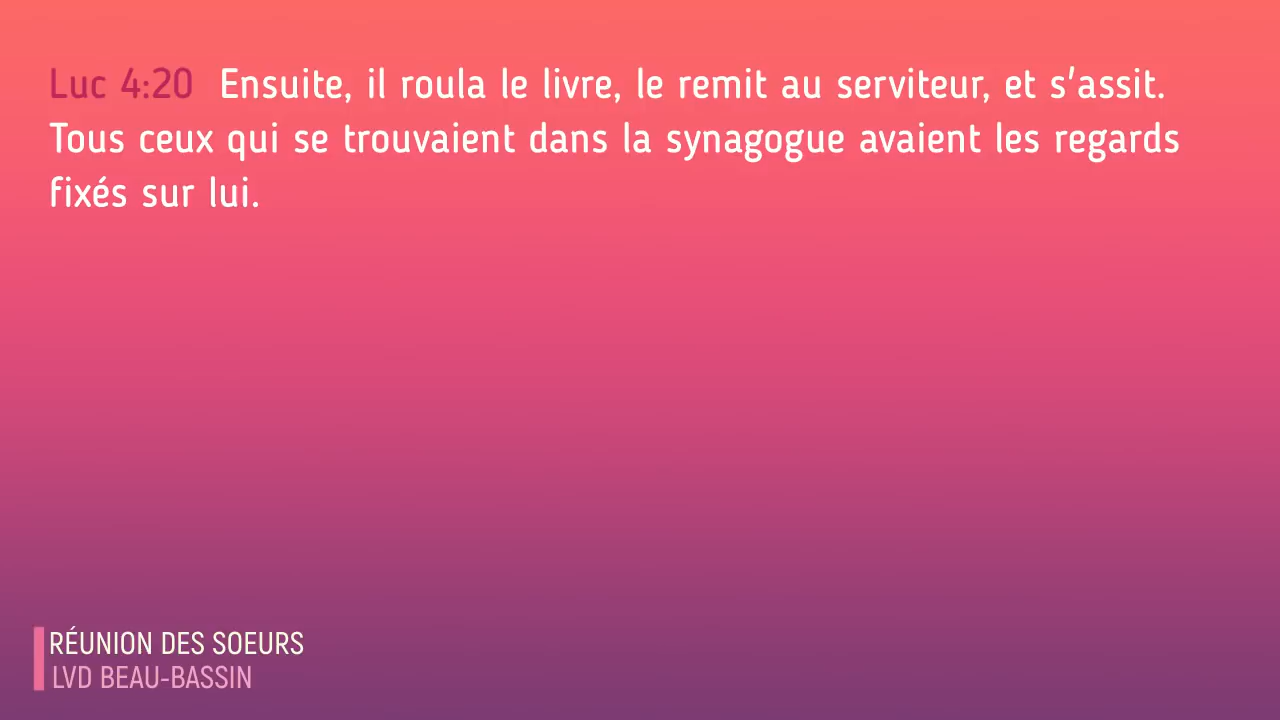 Luc 4:20 Ensuite, il roula le livre, le remit au serviteur, et s'assit.
Tous ceux qui se trouvaient dans la synagogue avaient les regards
fixés sur lui.
RÉUNION DES SOEURS
LVD BEAU-BASSIN